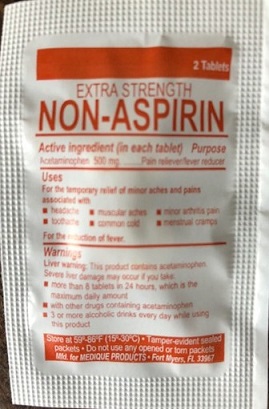 2 Tablets
EXTRA STRENGTH
NON-ASPIRIN
Active ingredient (in each tablet) Purpose
Acetaminophen 500 mg Pain reliever/fever reducer
Uses
For the temporary relief of minor aches and pains
associated with
■ headache ■ muscular aches ■ minor arthritis pain
■ toothache ■ common cold ■ menstrual cramps
For the reduction of fever.
Warnings
Liver warning: This product contains acetaminophen.
Severe liver damage may occur if you take:
■ more than 8 tablets in 24 hours, which is the
maximum daily amount
■ with other drugs containing acetaminophen
■ 3 or more alcoholic drinks every day while using
this product
Store at 59º-86ºF (15º-30ºC) • Tamper-evident sealed
packets • Do not use any opened or torn packets
Mfd. for MEDIQUE PRODUCTS • Fort Myers, FL 33967